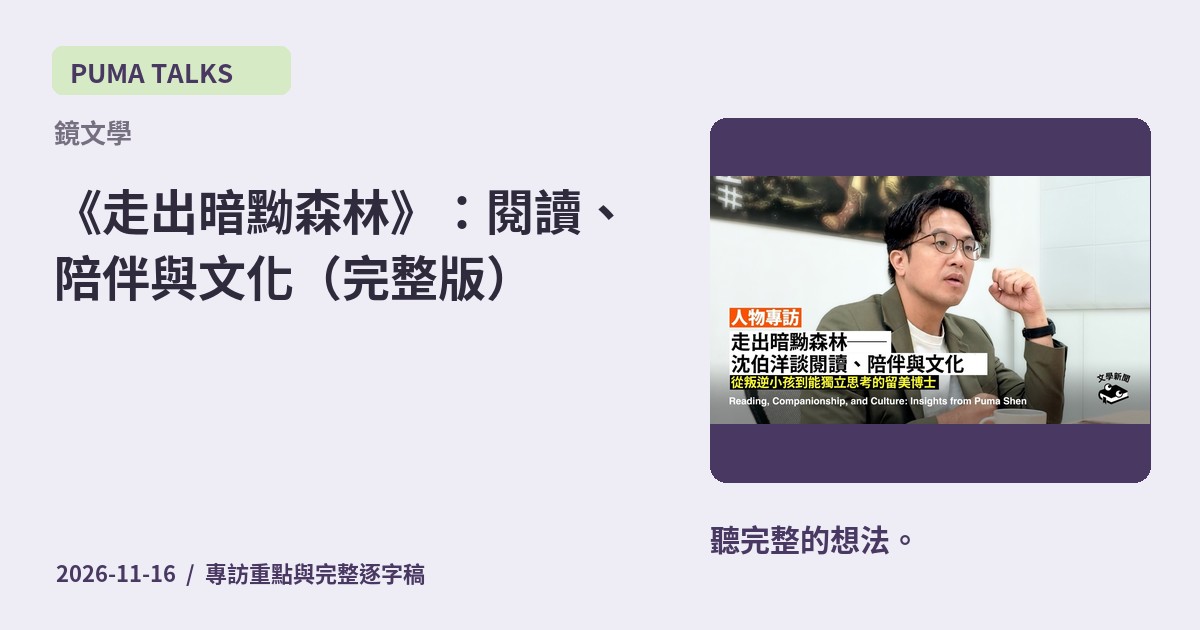 PUMA TALKS
鏡文學
《走出暗黝森林》：閱讀、
陪伴與文化（完整版）
人物專訪
走出暗黝森林——
沈伯洋談閱讀、陪伴與文化
從叛逆小孩到能獨立思考的留美博士
Reading, Companionship, and Culture: Insights from Puma Shen
文學新聞
聽完整的想法。
2026-11-16 / 專訪重點與完整逐字稿